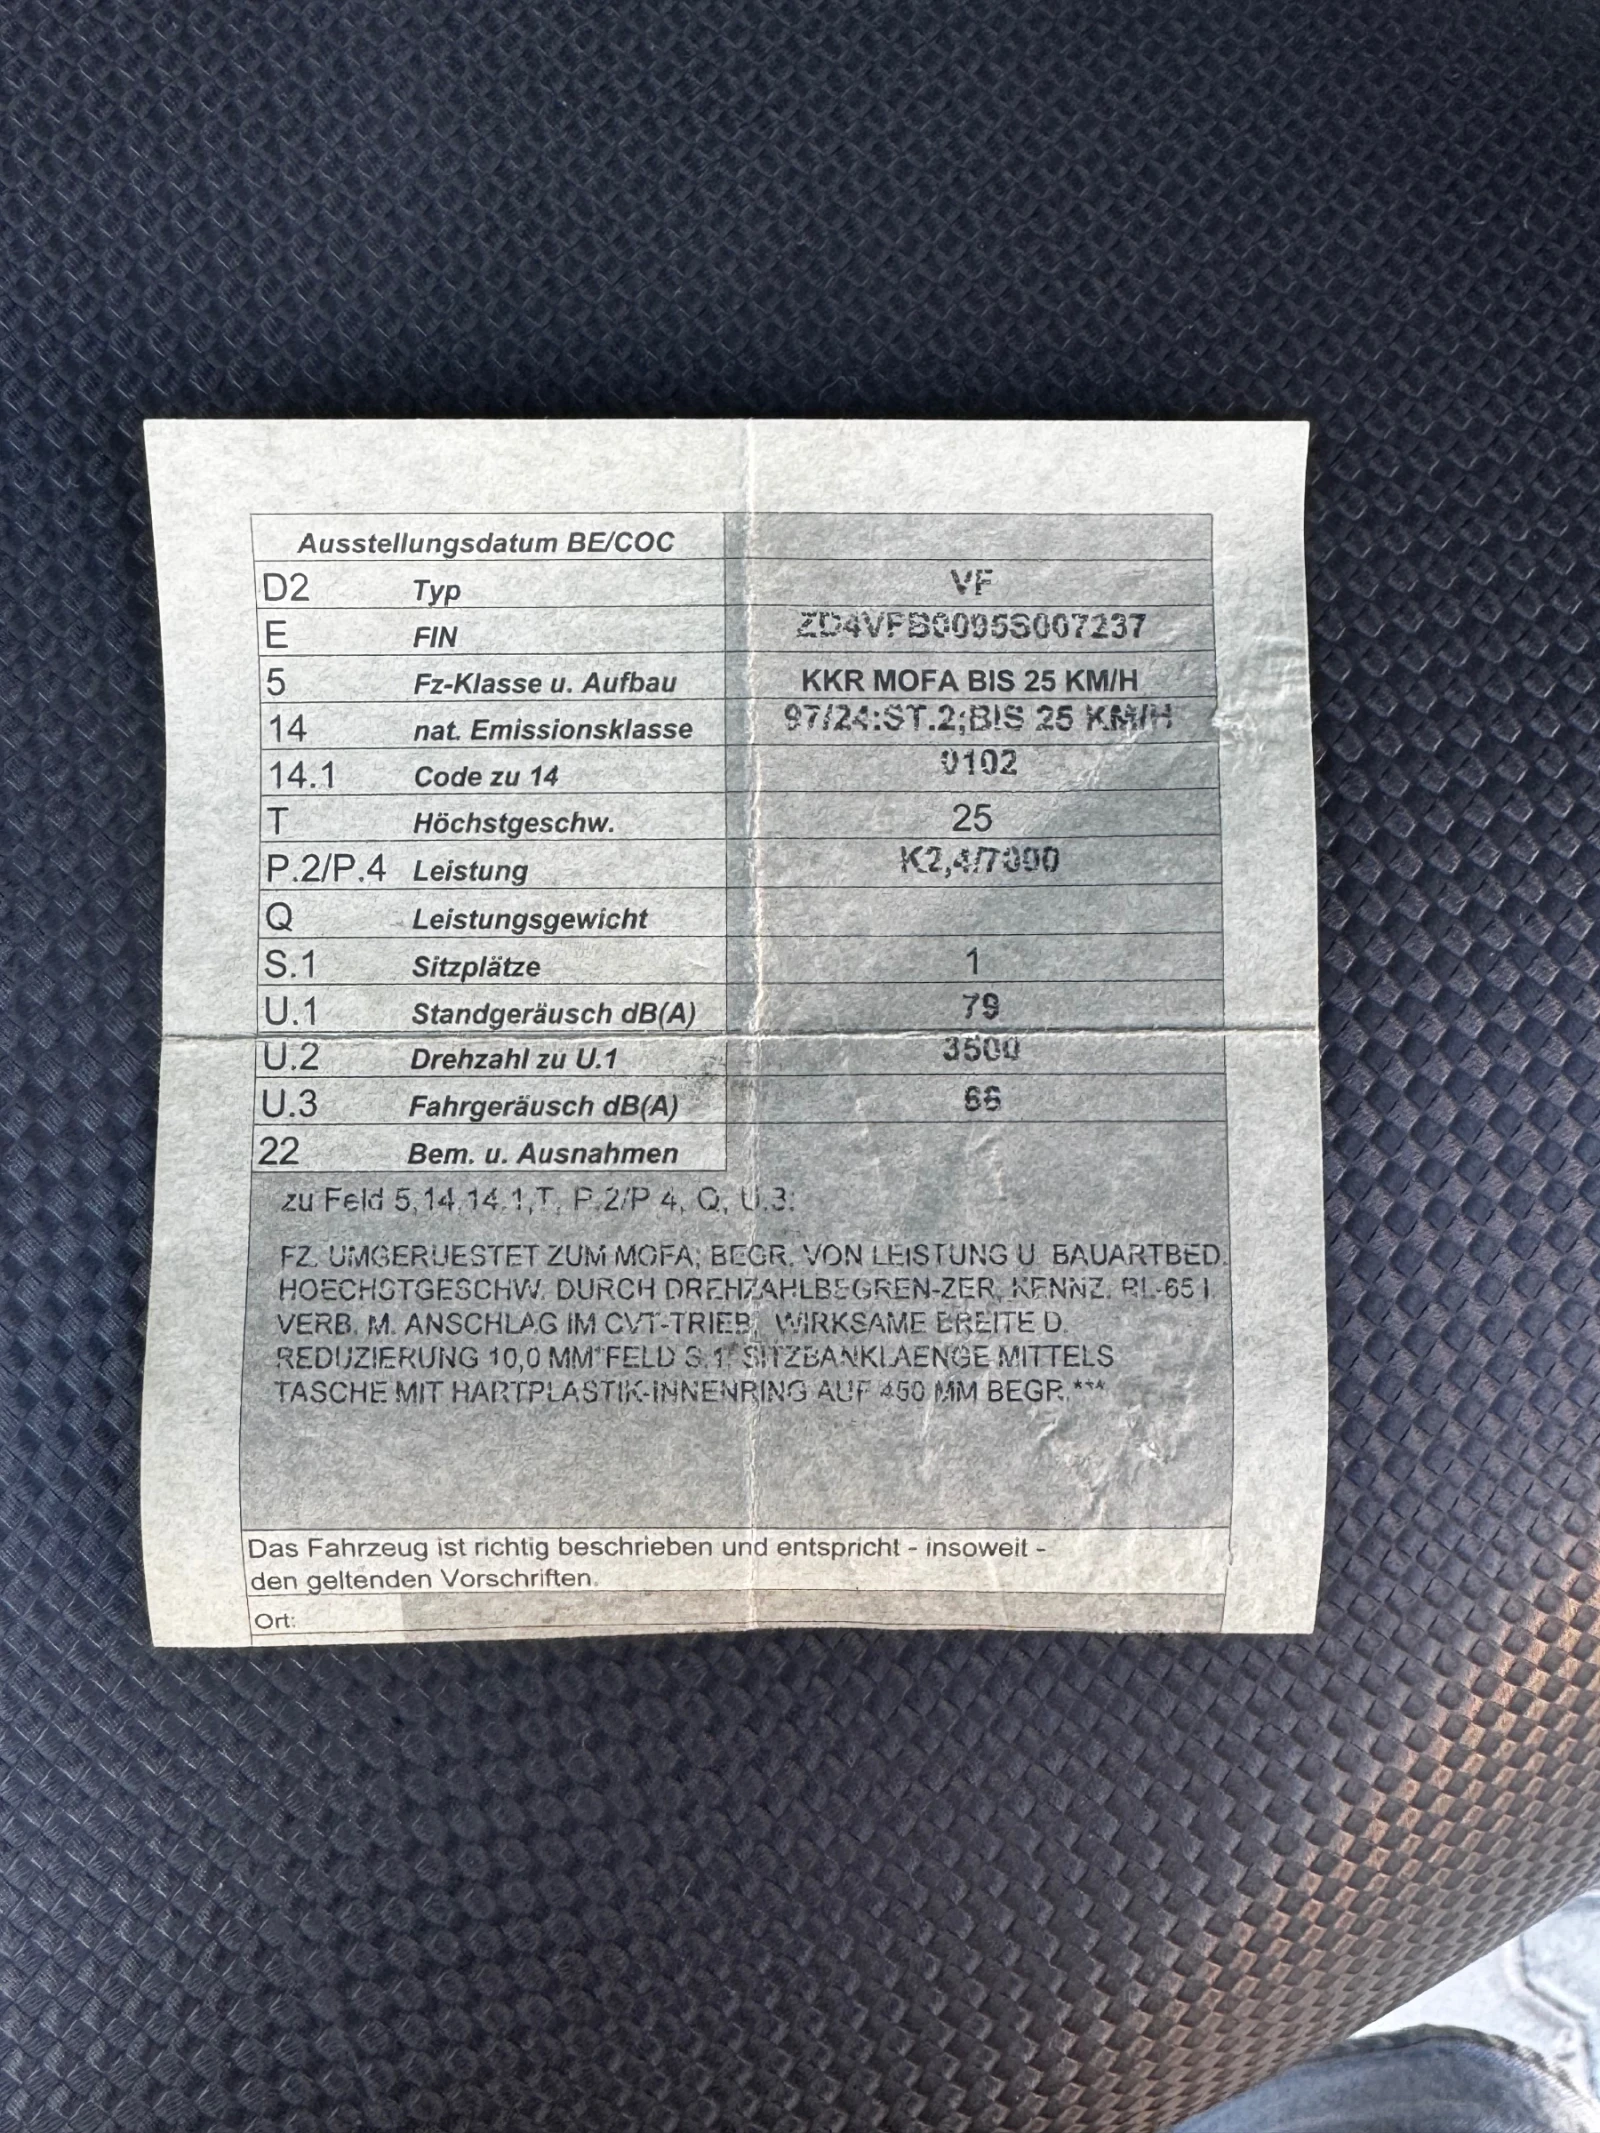 Ausstellungsdatum BE/COC
D2 Typ VF
E FIN ZD4VFB0095S007237
5 Fz-Klasse u. Aufbau KKR MOFA BIS 25 KM/H
14 nat. Emissionsklasse 97/24:ST.2;BIS 25 KM/H
14.1 Code zu 14 0102
T Höchstgeschw. 25
P.2/P.4 Leistung K2,4/7000
Q Leistungsgewicht
S.1 Sitzplätze 1
U.1 Standgeräusch dB(A) 79
U.2 Drehzahl zu U.1 3500
U.3 Fahrgeräusch dB(A) 66
22 Bem. u. Ausnahmen
zu Feld 5,14,14.1,T, P.2/P.4, Q, U.3:
FZ. UMGERUESTET ZUM MOFA; BEGR. VON LEISTUNG U. BAUARTBED.
HOECHSTGESCHW. DURCH DREHZAHLBEGREN-ZER, KENNZ. RL-65 I.
VERB. M. ANSCHLAG IM CVT-TRIEB, WIRKSAME BREITE D.
REDUZIERUNG 10,0 MM*FELD S.1: SITZBANKLAENGE MITTELS
TASCHE MIT HARTPLASTIK-INNENRING AUF 450 MM BEGR.***
Das Fahrzeug ist richtig beschrieben und entspricht - insoweit -
den geltenden Vorschriften.
Ort: